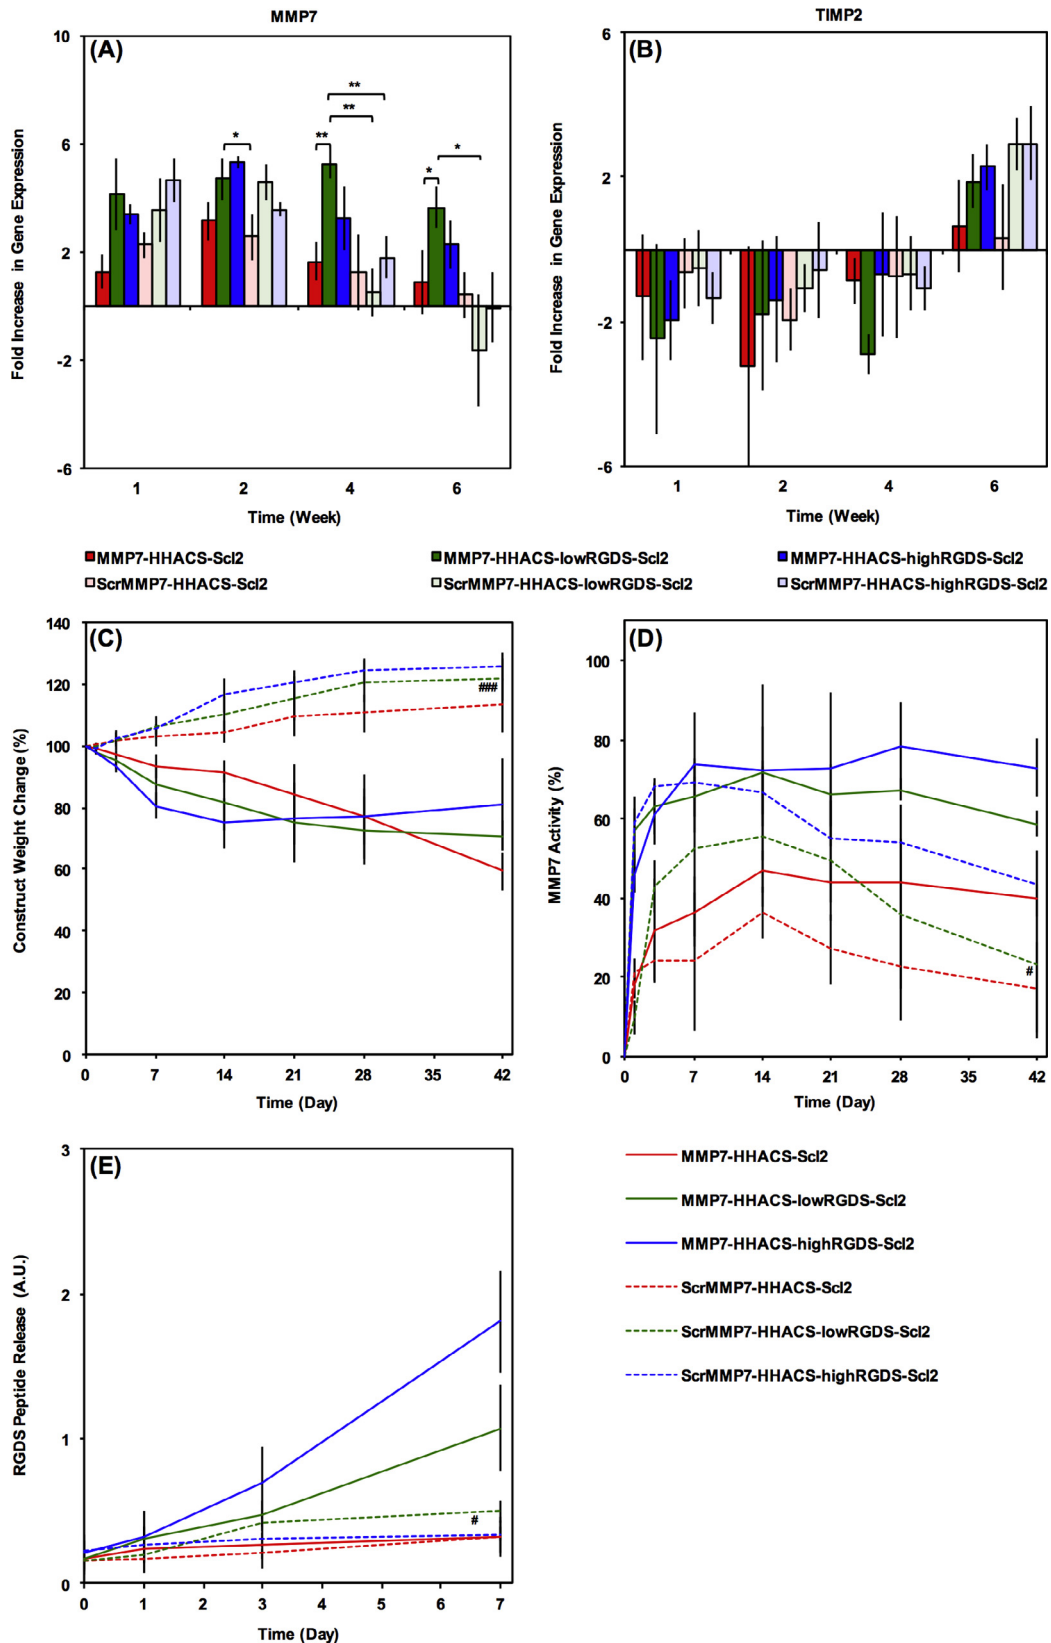 MMP7
TIMP2
(A)
10
6
2
-2
-6
Fold Increase in Gene Expression
*
**
**
**
*
*
1 2 4 6
Time (Week)
(B)
6
2
-2
-6
Fold Increase in Gene Expression
1 2 4 6
Time (Week)
MMP7-HHACS-Scl2 MMP7-HHACS-lowRGDS-Scl2 MMP7-HHACS-highRGDS-Scl2
ScrMMP7-HHACS-Scl2 ScrMMP7-HHACS-lowRGDS-Scl2 ScrMMP7-HHACS-highRGDS-Scl2
(C)
140
120
100
80
60
40
20
0
Construct Weight Change (%)
###
0 7 14 21 28 35 42
Time (Day)
(D)
100
80
60
40
20
0
MMP7 Activity (%)
#
0 7 14 21 28 35 42
Time (Day)
(E)
3
2
1
0
RGDS Peptide Release (A.U.)
#
0 1 2 3 4 5 6 7
Time (Day)
MMP7-HHACS-Scl2
MMP7-HHACS-lowRGDS-Scl2
MMP7-HHACS-highRGDS-Scl2
ScrMMP7-HHACS-Scl2
ScrMMP7-HHACS-lowRGDS-Scl2
ScrMMP7-HHACS-highRGDS-Scl2